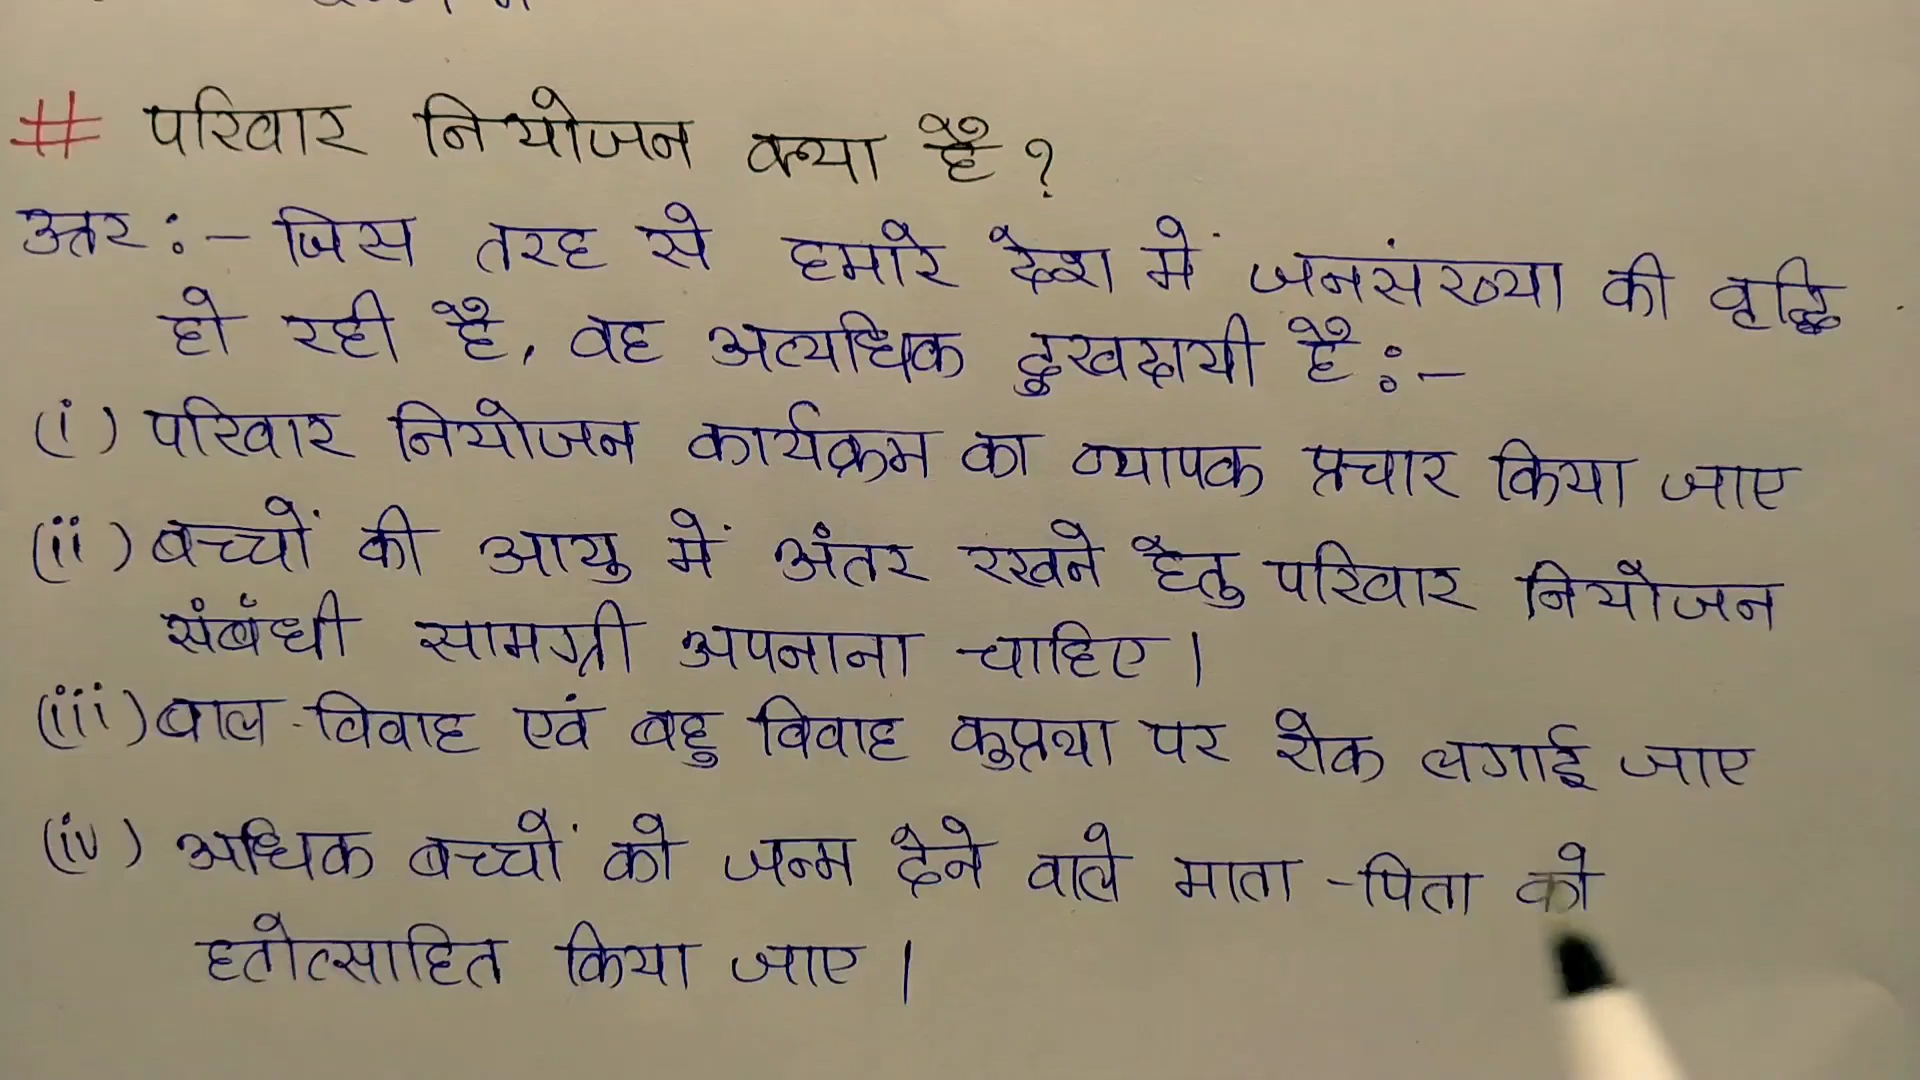 # परिवार नियोजन क्या है?
उत्तर :- जिस तरह से हमारे देश में जनसंख्या की वृद्धि
हो रही है, वह अत्यधिक दुखदायी है :-
(i) परिवार नियोजन कार्यक्रम का व्यापक प्रचार किया जाए
(ii) बच्चों की आयु में अंतर रखने हेतु परिवार नियोजन
संबंधी सामग्री अपनाना चाहिए।
(iii) बाल-विवाह एवं बहु विवाह कुप्रथा पर रोक लगाई जाए
(iv) अधिक बच्चों को जन्म देने वाले माता-पिता को
हतोत्साहित किया जाए।